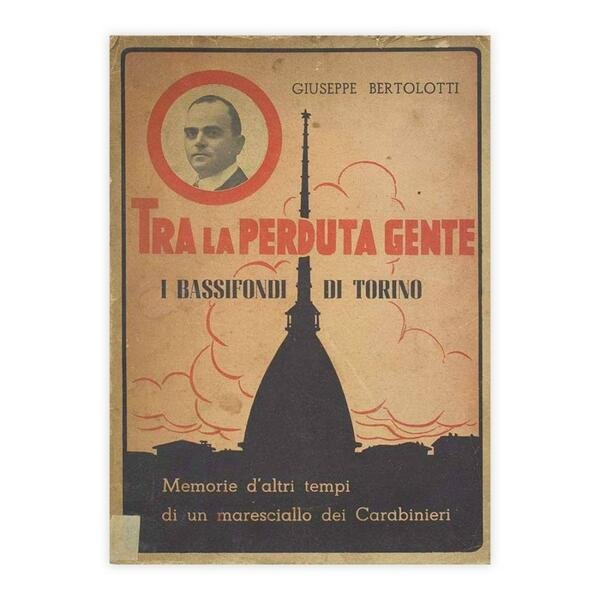 GIUSEPPE BERTOLOTTI
TRA LA PERDUTA GENTE
I BASSIFONDI DI TORINO
Memorie d'altri tempi
di un maresciallo dei Carabinieri